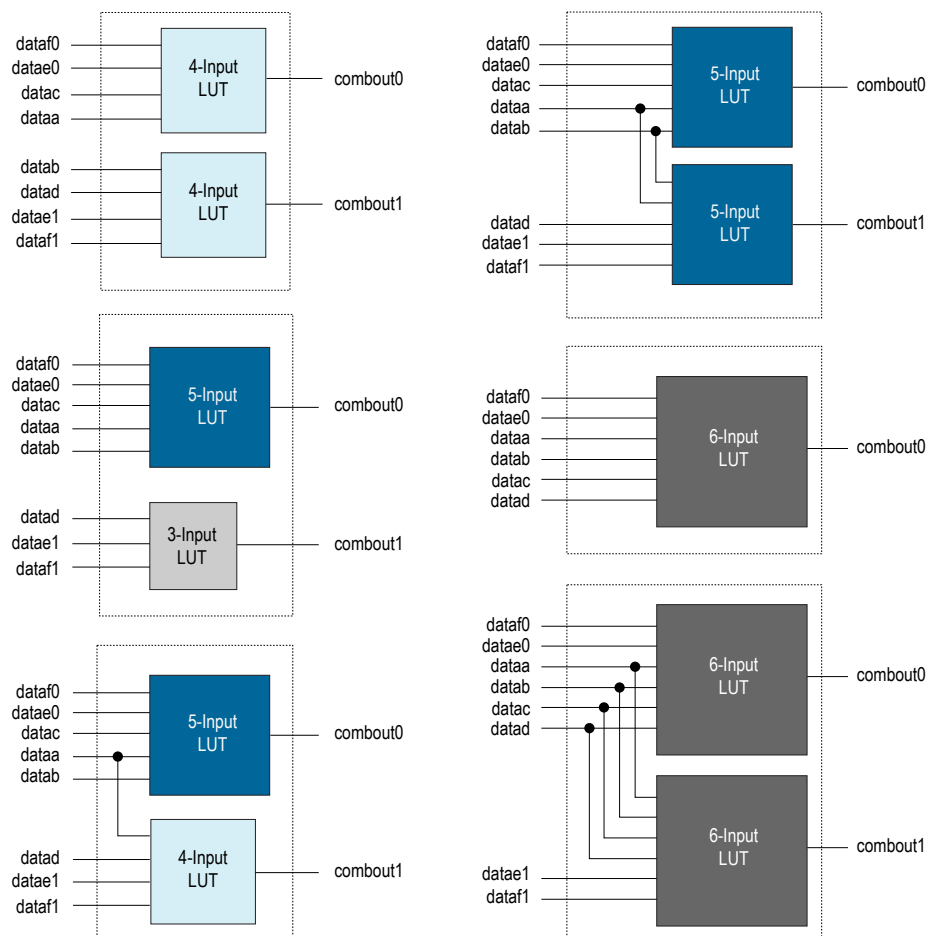 dataf0
datae0
datac
dataa
4-Input
LUT
combout0
datab
datad
datae1
dataf1
4-Input
LUT
combout1
dataf0
datae0
datac
dataa
datab
5-Input
LUT
combout0
datad
datae1
dataf1
3-Input
LUT
combout1
dataf0
datae0
datac
dataa
datab
5-Input
LUT
combout0
datad
datae1
dataf1
4-Input
LUT
combout1
dataf0
datae0
datac
dataa
datab
5-Input
LUT
combout0
datad
datae1
dataf1
5-Input
LUT
combout1
dataf0
datae0
dataa
datab
datac
datad
6-Input
LUT
combout0
dataf0
datae0
dataa
datab
datac
datad
6-Input
LUT
combout0
datae1
dataf1
6-Input
LUT
combout1